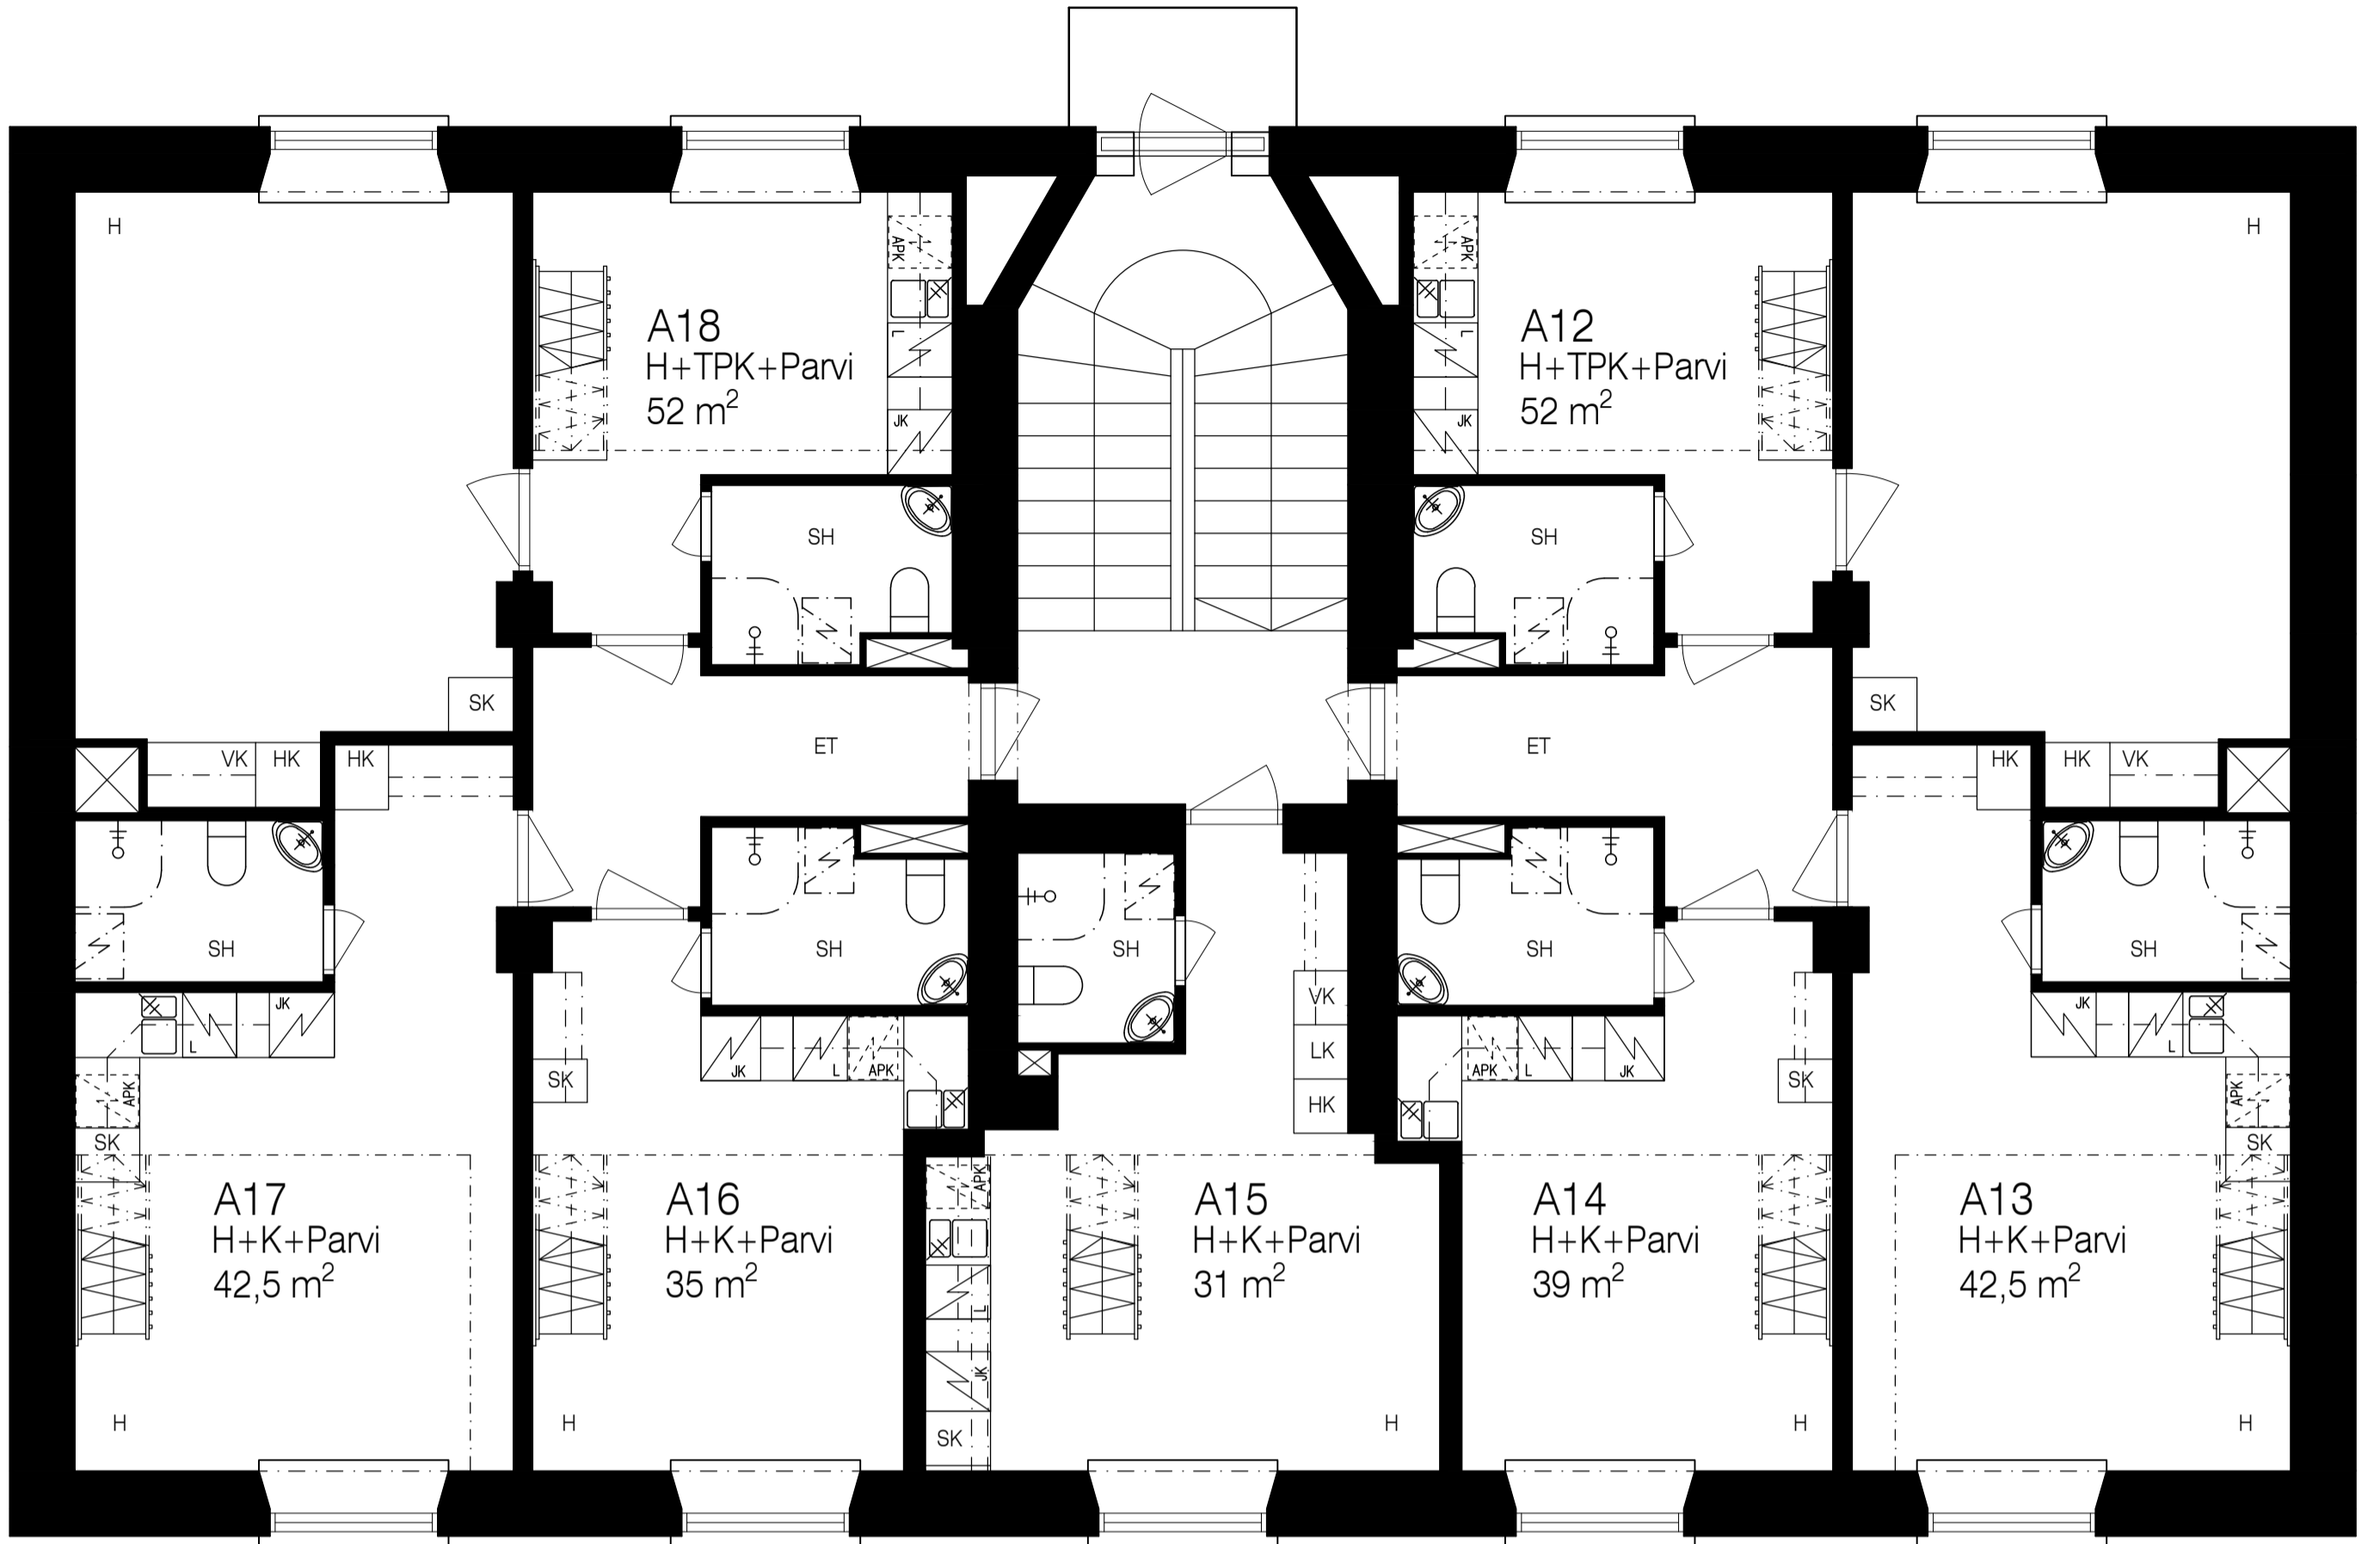 H
H
APK
APK
A18
H+TPK+Parvi
52 m²
L
JK
A12
H+TPK+Parvi
52 m²
L
JK
SH
SH
SK
SK
ET
ET
VK
HK
HK
HK
HK
VK
SH
SH
SH
SH
SH
JK
L
APK
SK
SK
JK
L
APK
VK
LK
HK
APK
L
JK
SK
JK
L
APK
SK
A17
H+K+Parvi
42,5 m²
A16
H+K+Parvi
35 m²
APK
L
JK
SK
A15
H+K+Parvi
31 m²
A14
H+K+Parvi
39 m²
A13
H+K+Parvi
42,5 m²
H
H
H
H
H